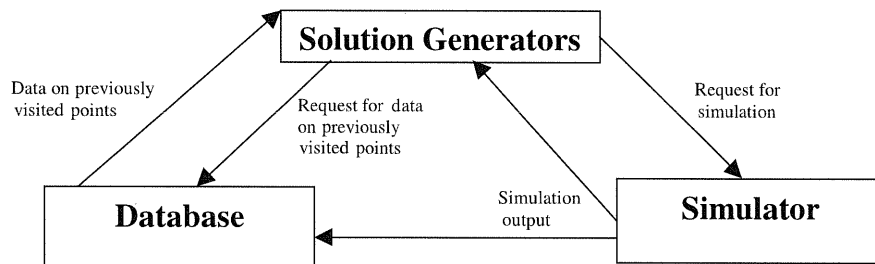 Solution Generators
Data on previously
visited points
Request for data
on previously
visited points
Request for
simulation
Database
Simulation
output
Simulator